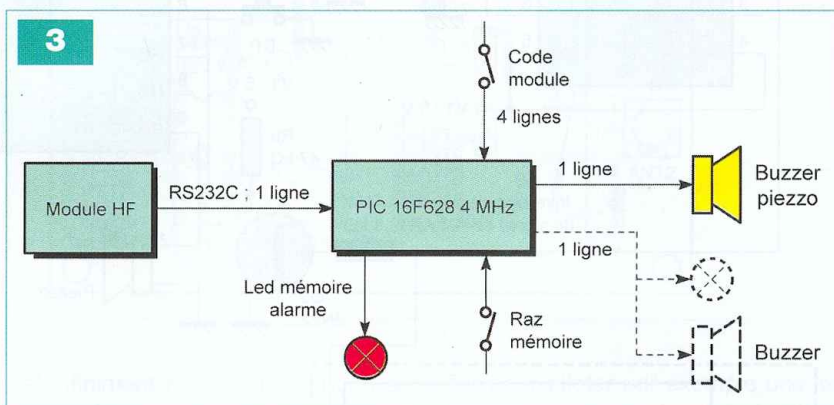 3
Code
module
4 lignes
Module HF
RS232C ; 1 ligne
PIC 16F628 4 MHz
1 ligne
Buzzer
piezzo
1 ligne
Led mémoire
alarme
Raz
mémoire
Buzzer